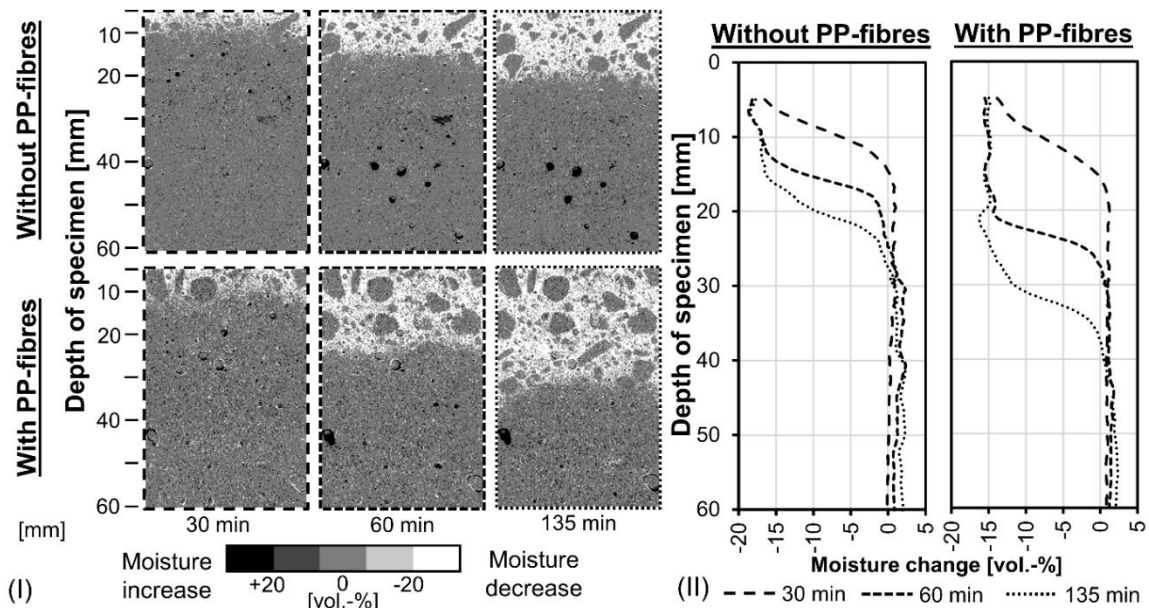 Without PP-fibres
With PP-fibres
Depth of specimen [mm]
10
20
40
60
10
20
40
60
[mm]
30 min
60 min
135 min
Moisture increase
+20
0
-20
[vol.-%]
Moisture decrease
(I)
Without PP-fibres
With PP-fibres
Depth of specimen [mm]
0
10
20
30
40
50
60
-20
-15
-10
-5
0
5
-20
-15
-10
-5
0
5
Moisture change [vol.-%]
(II)
30 min
60 min
135 min